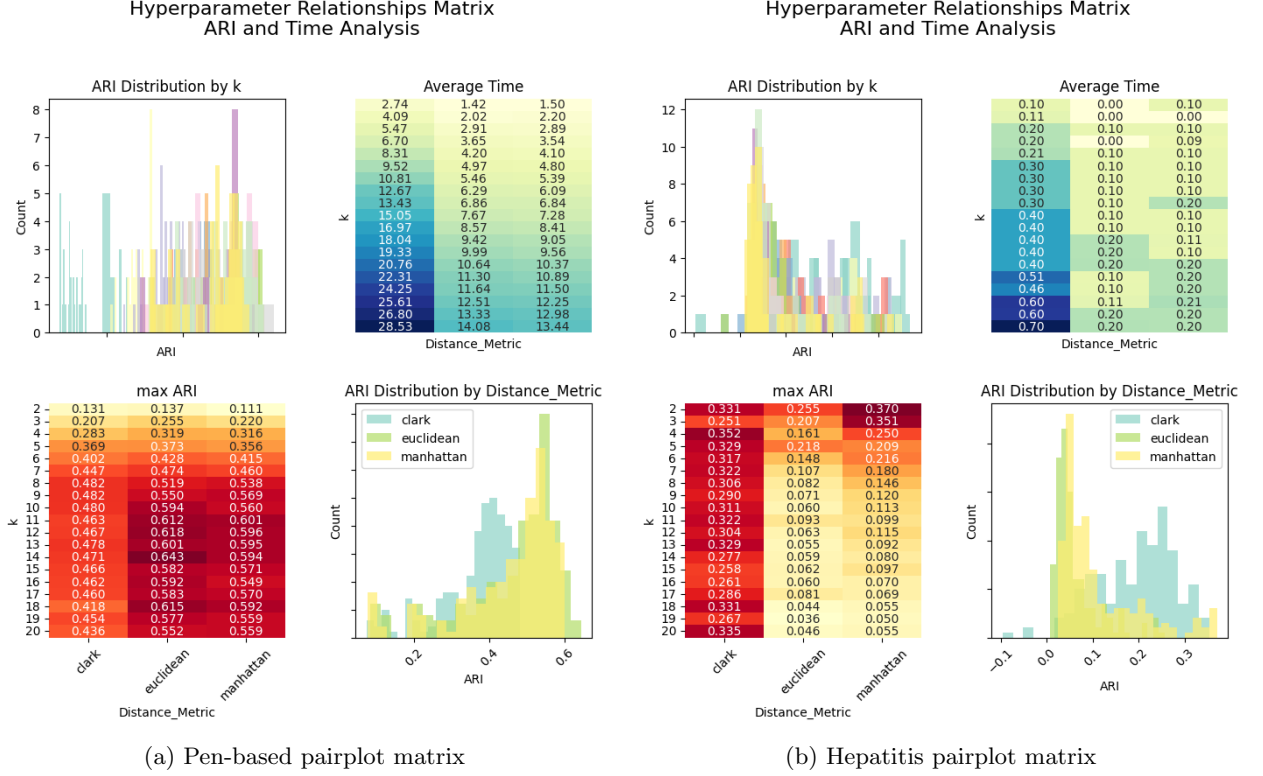 Hyperparameter Relationships Matrix
ARI and Time Analysis
ARI Distribution by k
8
7
6
5
4
3
2
1
0
Count
ARI
Average Time
2.74 1.42 1.50
4.09 2.02 2.20
5.47 2.91 2.89
6.70 3.65 3.54
8.31 4.20 4.10
9.52 4.97 4.80
10.81 5.46 5.39
12.67 6.29 6.09
13.43 6.86 6.84
15.05 7.67 7.28
16.97 8.57 8.41
18.04 9.42 9.05
19.33 9.99 9.56
20.76 10.64 10.37
22.31 11.30 10.89
24.25 11.64 11.50
25.61 12.51 12.25
26.80 13.33 12.98
28.53 14.08 13.44
k
Distance_Metric
max ARI
2 0.131 0.137 0.111
3 0.207 0.255 0.220
4 0.283 0.319 0.316
5 0.369 0.373 0.356
6 0.402 0.428 0.415
7 0.447 0.474 0.460
8 0.482 0.519 0.538
9 0.482 0.550 0.569
10 0.480 0.594 0.560
11 0.463 0.612 0.601
12 0.467 0.618 0.596
13 0.478 0.601 0.595
14 0.471 0.643 0.594
15 0.466 0.582 0.571
16 0.462 0.592 0.549
17 0.460 0.583 0.570
18 0.418 0.615 0.592
19 0.454 0.577 0.559
20 0.436 0.552 0.559
k
clark euclidean manhattan
Distance_Metric
ARI Distribution by Distance_Metric
clark
euclidean
manhattan
Count
0.2 0.4 0.6
ARI
(a) Pen-based pairplot matrix
Hyperparameter Relationships Matrix
ARI and Time Analysis
ARI Distribution by k
12
10
8
6
4
2
0
Count
ARI
Average Time
0.10 0.00 0.10
0.11 0.00 0.00
0.20 0.10 0.10
0.20 0.00 0.09
0.21 0.10 0.10
0.30 0.10 0.10
0.30 0.10 0.10
0.30 0.10 0.10
0.30 0.10 0.20
0.40 0.10 0.10
0.40 0.10 0.10
0.40 0.20 0.11
0.40 0.20 0.10
0.40 0.20 0.20
0.51 0.10 0.20
0.46 0.10 0.20
0.60 0.11 0.21
0.60 0.20 0.20
0.70 0.20 0.20
k
Distance_Metric
max ARI
2 0.331 0.255 0.370
3 0.251 0.207 0.351
4 0.352 0.161 0.250
5 0.329 0.218 0.209
6 0.317 0.148 0.216
7 0.322 0.107 0.180
8 0.306 0.082 0.146
9 0.290 0.071 0.120
10 0.311 0.060 0.113
11 0.322 0.093 0.099
12 0.304 0.063 0.115
13 0.329 0.055 0.092
14 0.277 0.059 0.080
15 0.258 0.062 0.097
16 0.261 0.060 0.070
17 0.286 0.081 0.069
18 0.331 0.044 0.055
19 0.267 0.036 0.050
20 0.335 0.046 0.055
k
clark euclidean manhattan
Distance_Metric
ARI Distribution by Distance_Metric
clark
euclidean
manhattan
Count
−0.1 0.0 0.1 0.2 0.3
ARI
(b) Hepatitis pairplot matrix